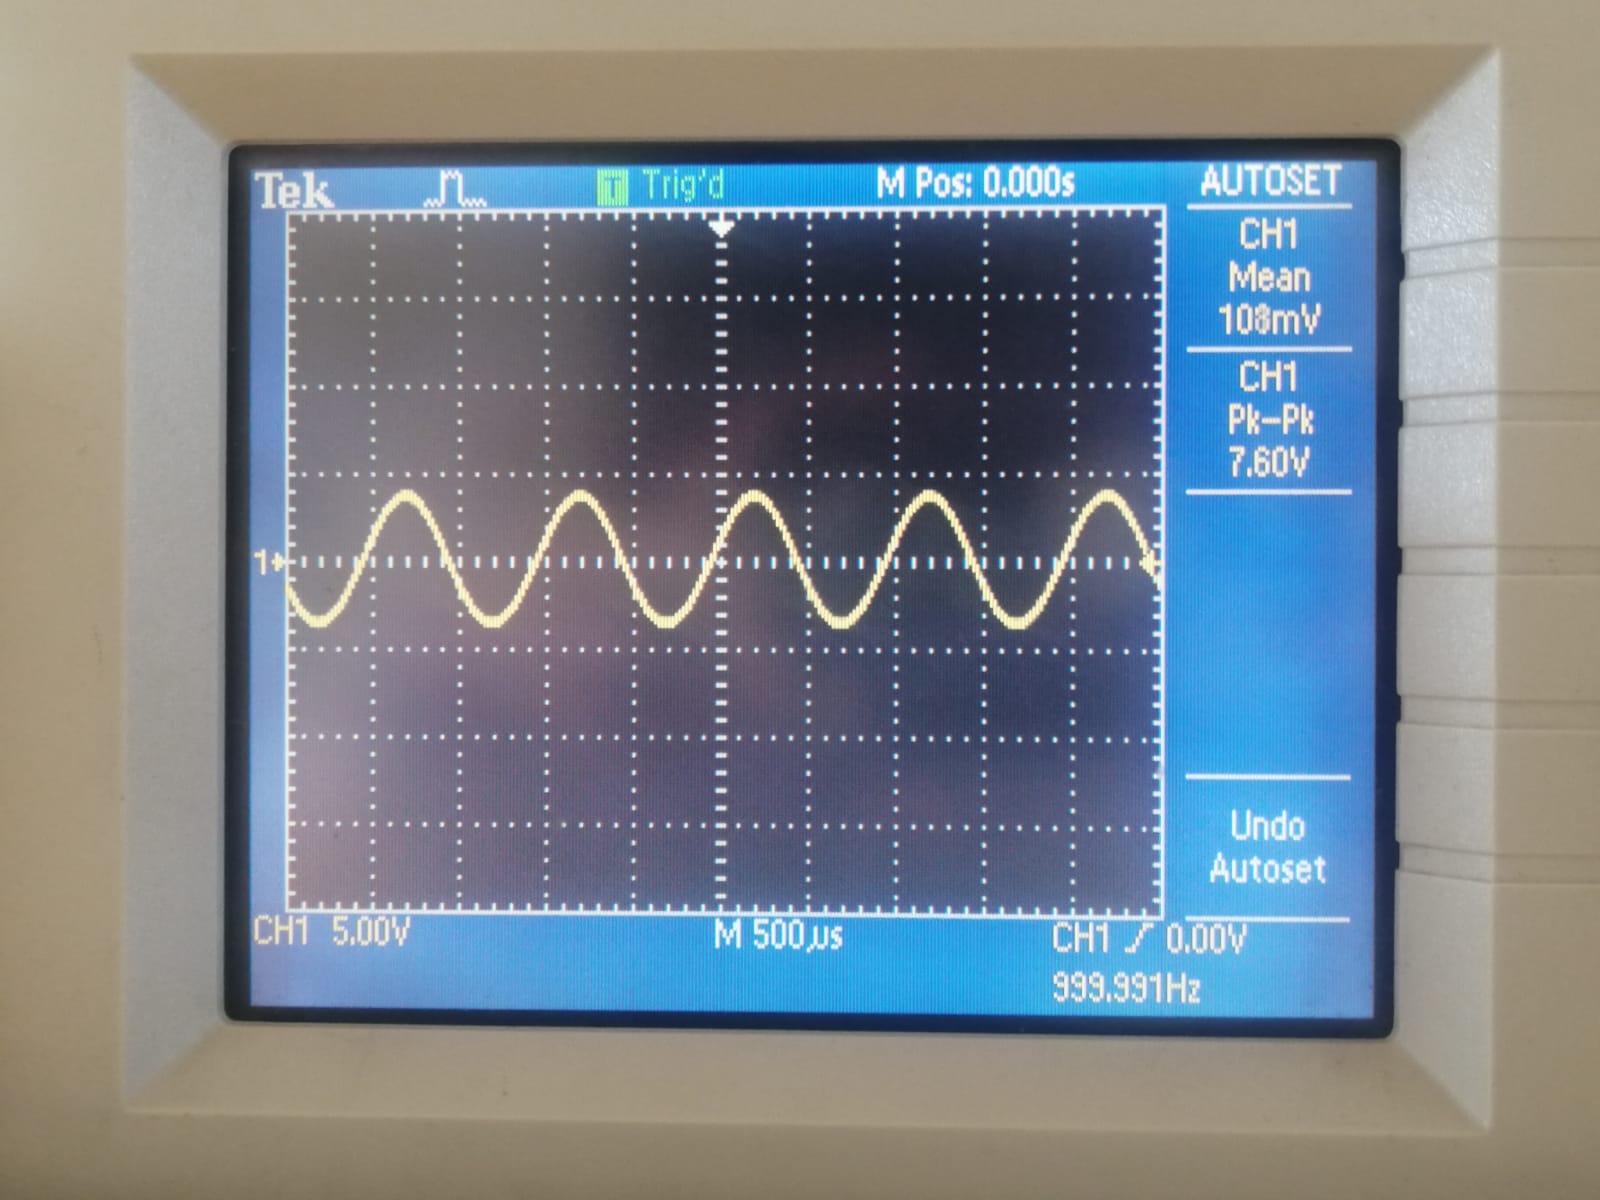 Tek T Trig'd M Pos: 0.000s AUTOSET
CH1
Mean
108mV
CH1
Pk-Pk
7.60V
1
Undo
Autoset
CH1 5.00V M 500µs CH1 0.00V
999.991Hz